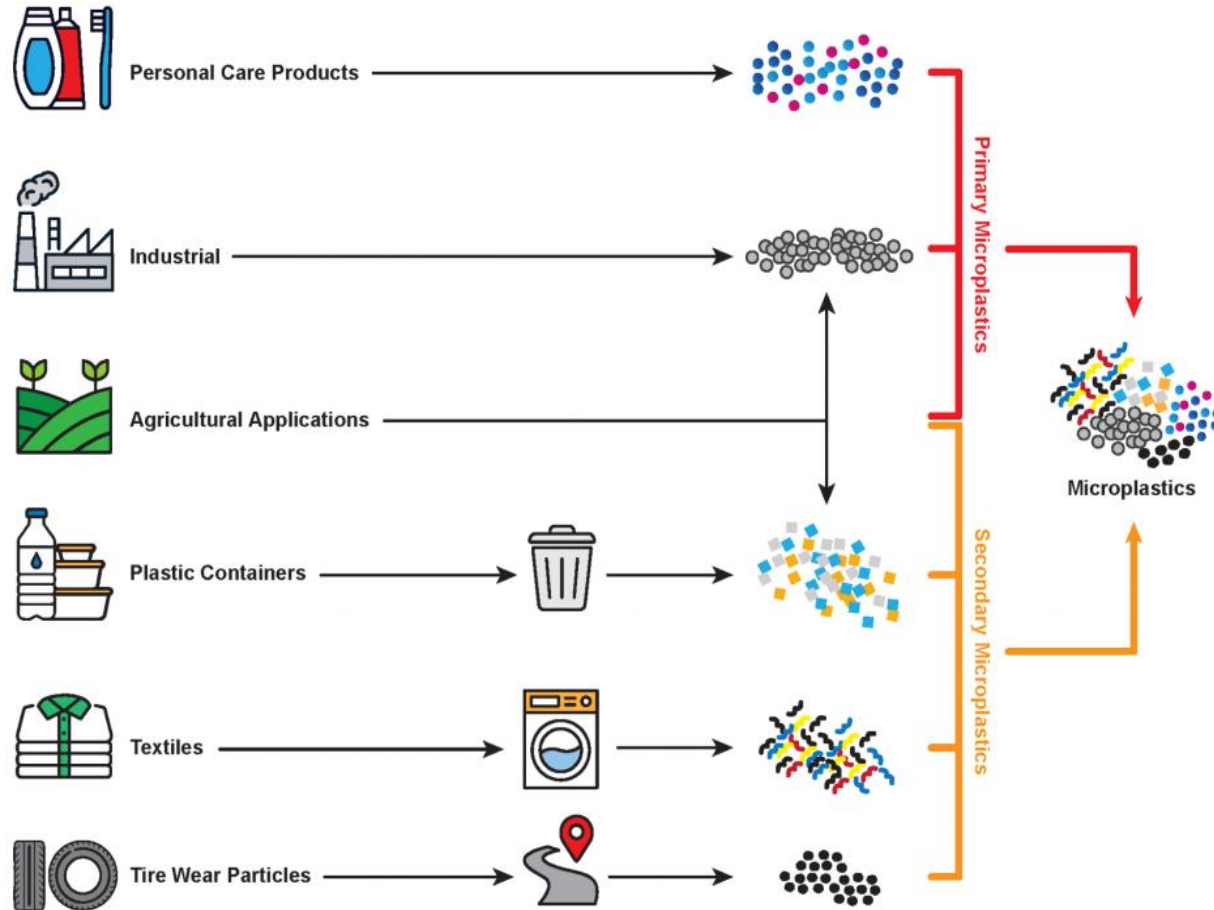 Personal Care Products
Primary Microplastics
Industrial
Agricultural Applications
Microplastics
Plastic Containers
Secondary Microplastics
Textiles
Tire Wear Particles